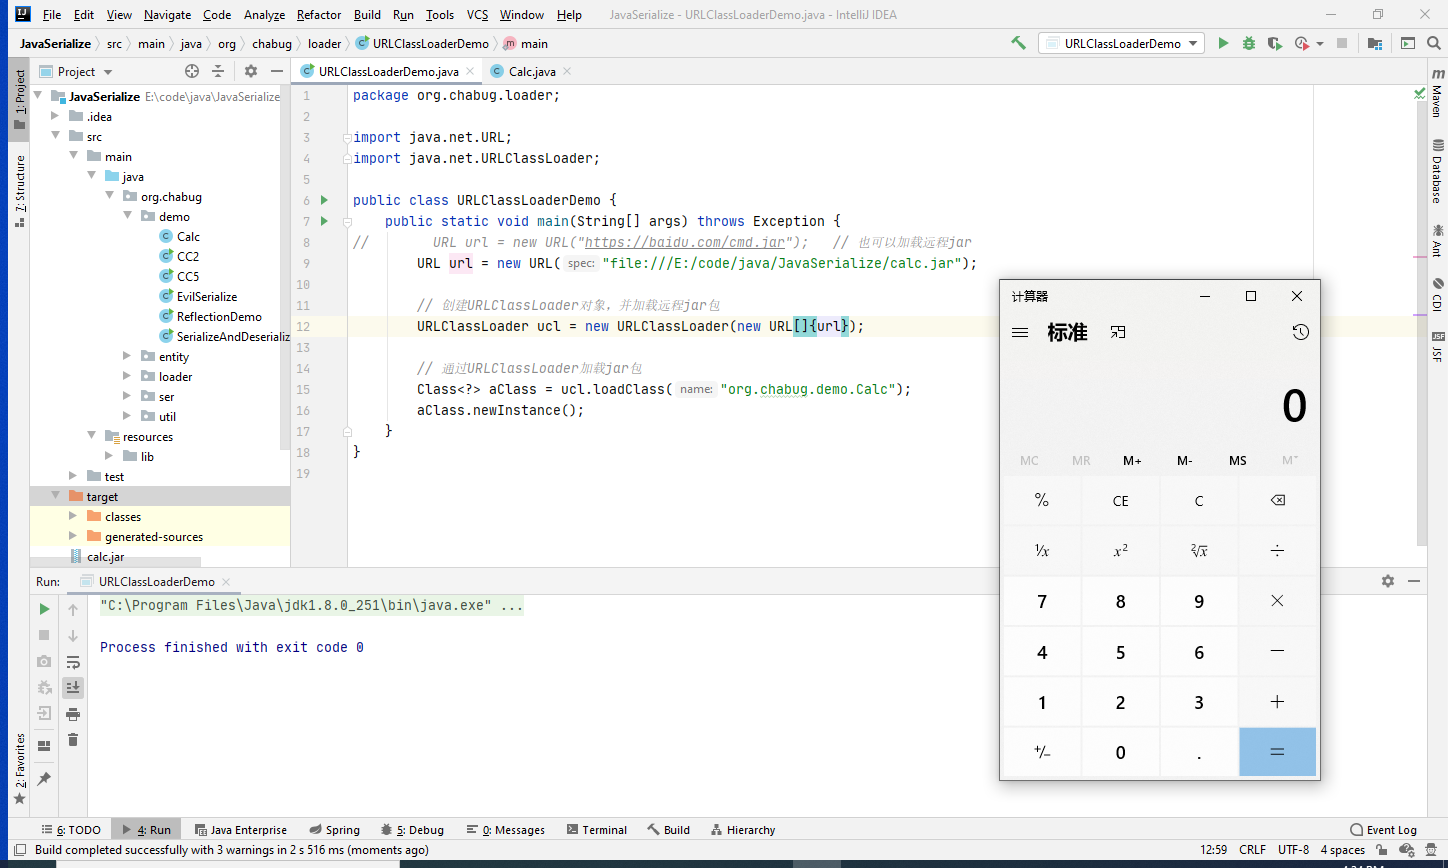 File Edit View Navigate Code Analyze Refactor Build Run Tools VCS Window Help JavaSerialize - URLClassLoaderDemo.java - IntelliJ IDEA
JavaSerialize src main java org chabug loader URLClassLoaderDemo main URLClassLoaderDemo
Project URLClassLoaderDemo.java Calc.java
1: Project
7: Structure
2: Favorites
JavaSerialize E:\code\java\JavaSerialize
.idea
src
main
java
org.chabug
demo
Calc
CC2
CC5
EvilSerialize
ReflectionDemo
SerializeAndDeserializ
entity
loader
ser
util
resources
lib
test
target
classes
generated-sources
calc.jar
1 package org.chabug.loader;
2
3 import java.net.URL;
4 import java.net.URLClassLoader;
5
6 public class URLClassLoaderDemo {
7 public static void main(String[] args) throws Exception {
8 // URL url = new URL("https://baidu.com/cmd.jar"); // 也可以加载远程jar
9 URL url = new URL( spec: "file:///E:/code/java/JavaSerialize/calc.jar");
10
11 // 创建URLClassLoader对象，并加载远程jar包
12 URLClassLoader ucl = new URLClassLoader(new URL[]{url});
13
14 // 通过URLClassLoader加载jar包
15 Class<?> aClass = ucl.loadClass( name: "org.chabug.demo.Calc");
16 aClass.newInstance();
17 }
18 }
19
m Maven
Database
Ant
CDI
JSF
JSF
计算器
标准
0
MC MR M+ M- MS M˅
% CE C
¹/x x² ²√x ÷
7 8 9 ×
4 5 6 −
1 2 3 +
+/− 0 . =
Run: URLClassLoaderDemo
"C:\Program Files\Java\jdk1.8.0_251\bin\java.exe" ...
Process finished with exit code 0
6: TODO 4: Run Java Enterprise Spring 5: Debug 0: Messages Terminal Build Hierarchy Event Log
Build completed successfully with 3 warnings in 2 s 516 ms (moments ago) 12:59 CRLF UTF-8 4 spaces